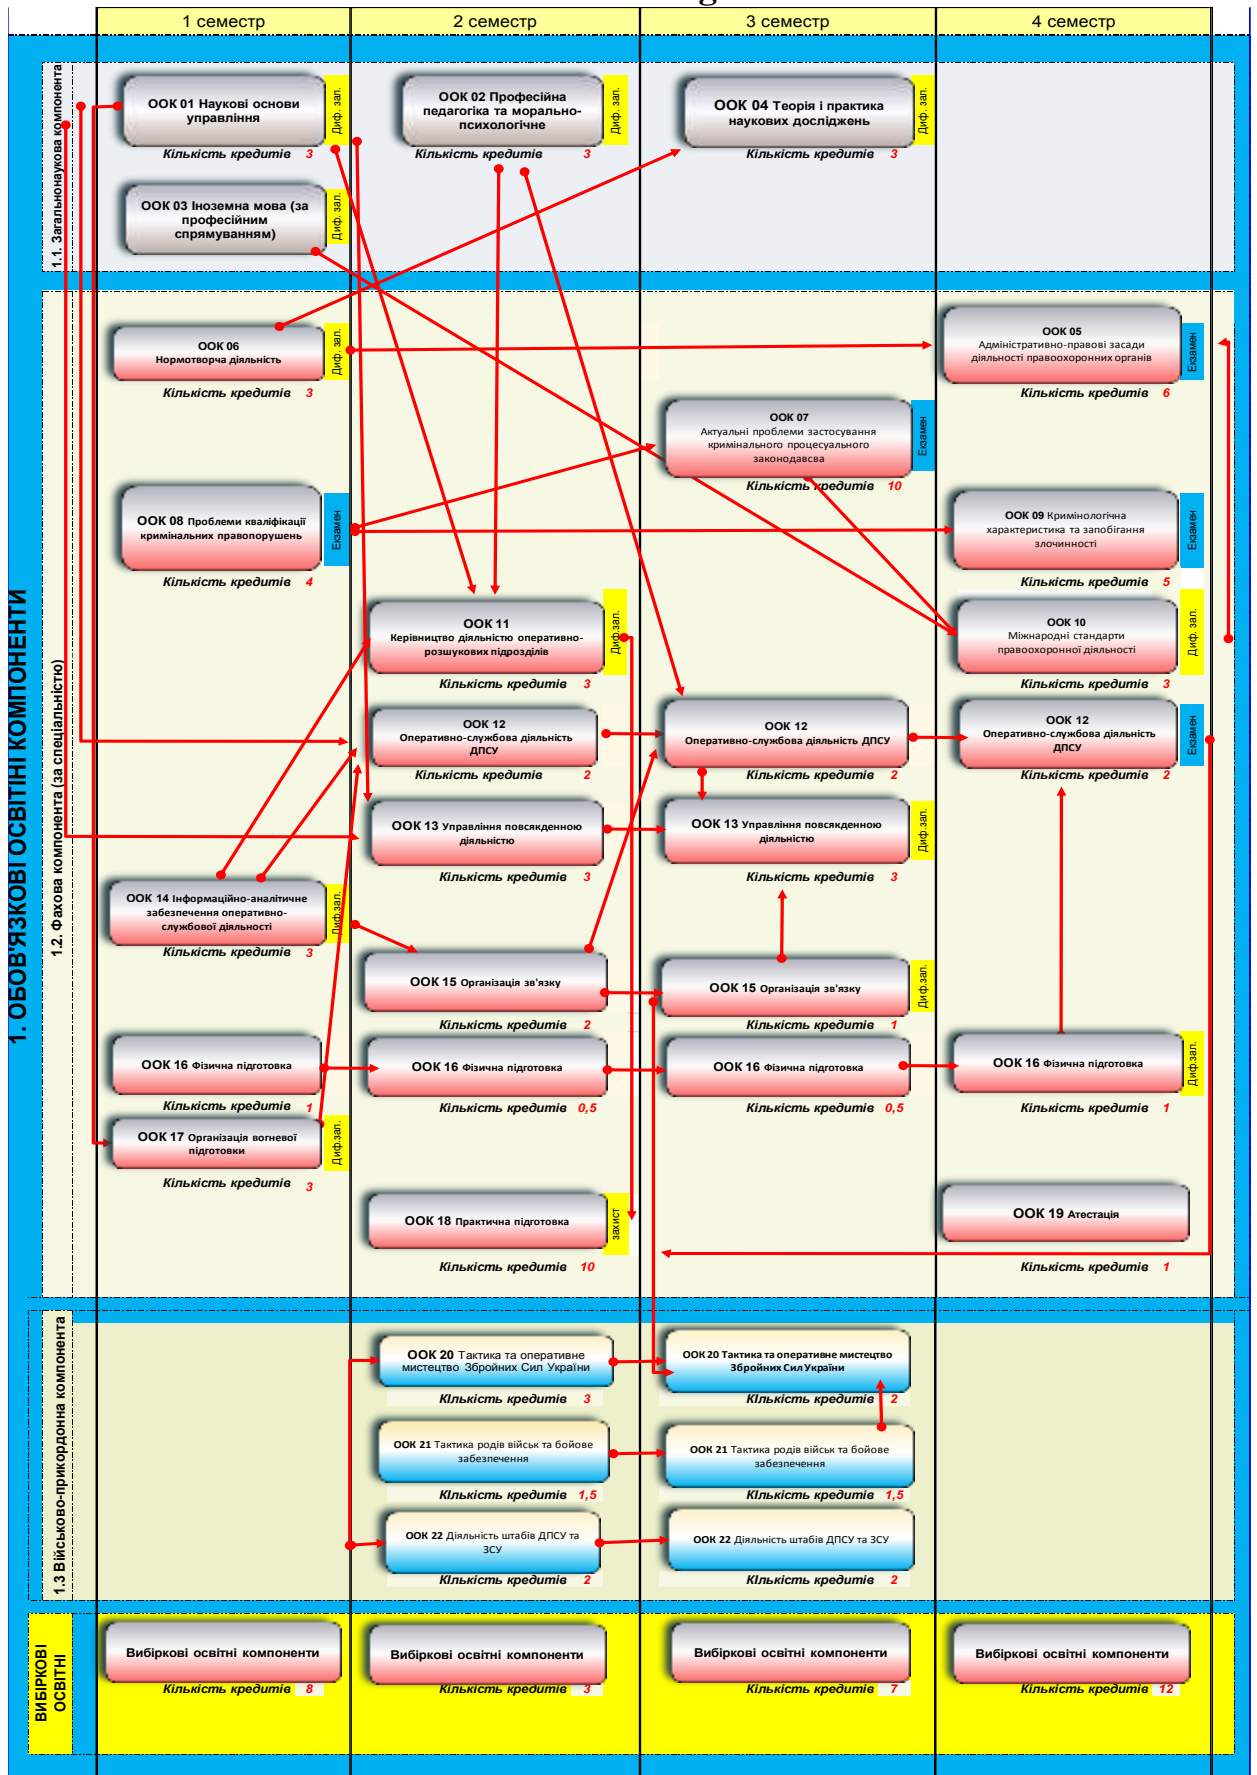 1 семестр
2 семестр
3 семестр
4 семестр
1. ОБОВ'ЯЗКОВІ ОСВІТНІ КОМПОНЕНТИ
1.1. Загальнонаукова компонента
ООК 01 Наукові основи
управління
Диф. зал.
Кількість кредитів 3
ООК 02 Професійна
педагогіка та морально-
психологічне
Диф. зал.
Кількість кредитів 3
ООК 04 Теорія і практика
наукових досліджень
Диф. зал.
Кількість кредитів 3
ООК 03 Іноземна мова (за
професійним
спрямуванням)
Диф. зал.
1.2. Фахова компонента (за спеціальністю)
ООК 06
Нормотворча діяльність
Диф. зал.
Кількість кредитів 3
ООК 05
Адміністративно-правові засади
діяльності правоохоронних органів
Екзамен
Кількість кредитів 6
ООК 07
Актуальні проблеми застосування
кримінального процесуального
законодавсва
Екзамен
Кількість кредитів 10
ООК 08 Проблеми кваліфікації
кримінальних правопорушень
Екзамен
Кількість кредитів 4
ООК 09 Кримінологічна
характеристика та запобігання
злочинності
Екзамен
Кількість кредитів 5
ООК 11
Керівництво діяльністю оперативно-
розшукових підрозділів
Диф.зал.
Кількість кредитів 3
ООК 10
Міжнародні стандарти
правоохоронної діяльності
Диф. зал.
Кількість кредитів 3
ООК 12
Оперативно-службова діяльність
ДПСУ
Кількість кредитів 2
ООК 12
Оперативно-службова діяльність ДПСУ
Кількість кредитів 2
ООК 12
Оперативно-службова діяльність
ДПСУ
Екзамен
Кількість кредитів 2
ООК 13 Управління повсякденною
діяльністю
Кількість кредитів 3
ООК 13 Управління повсякденною
діяльністю
Диф.зал.
Кількість кредитів 3
ООК 14 Інформаційно-аналітичне
забезпечення оперативно-
службової діяльності
Диф.зал.
Кількість кредитів 3
ООК 15 Організація зв'язку
Кількість кредитів 2
ООК 15 Організація зв'язку
Диф.зал.
Кількість кредитів 1
ООК 16 Фізична підготовка
Кількість кредитів 1
ООК 16 Фізична підготовка
Кількість кредитів 0,5
ООК 16 Фізична підготовка
Кількість кредитів 0,5
ООК 16 Фізична підготовка
Диф.зал.
Кількість кредитів 1
ООК 17 Організація вогневої
підготовки
Диф.зал.
Кількість кредитів 3
ООК 18 Практична підготовка
захист
Кількість кредитів 10
ООК 19 Атестація
Кількість кредитів 1
1.3 Військово-прикордонна компонента
ООК 20 Тактика та оперативне
мистецтво Збройних Сил України
КІлькість кредитів 3
ООК 20 Тактика та оперативне мистецтво
Збройних Сил України
КІлькість кредитів 2
ООК 21 Тактика родів військ та бойове
забезпечення
КІлькість кредитів 1,5
ООК 21 Тактика родів військ та бойове
забезпечення
КІлькість кредитів 1,5
ООК 22 Діяльність штабів ДПСУ та
ЗСУ
КІлькість кредитів 2
ООК 22 Діяльність штабів ДПСУ та ЗСУ
КІлькість кредитів 2
ВИБІРКОВІ
ОСВІТНІ
Вибіркові освітні компоненти
Кількість кредитів 8
Вибіркові освітні компоненти
Кількість кредитів 3
Вибіркові освітні компоненти
Кількість кредитів 7
Вибіркові освітні компоненти
Кількість кредитів 12